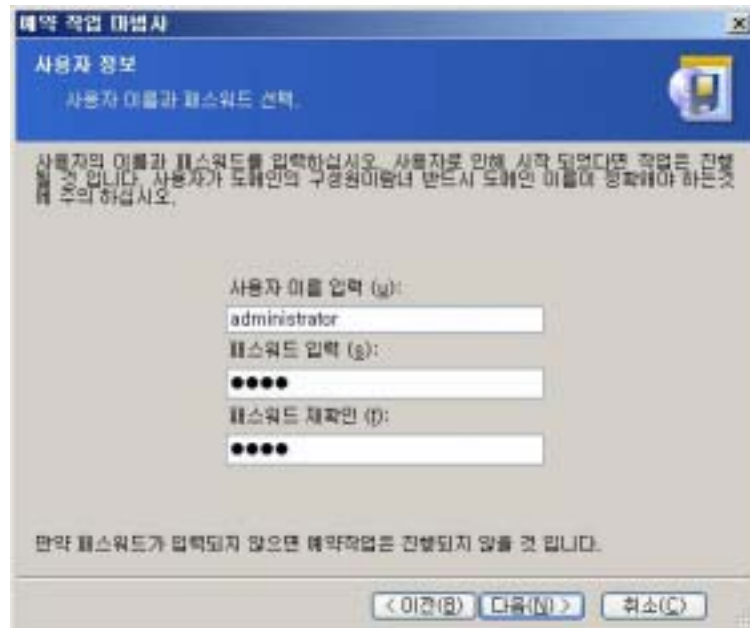 예약 작업 마법사
사용자 정보
사용자 이름과 패스워드 선택.
사용자의 이름과 패스워드를 입력하십시오. 사용자로 인해 시작 되었다면 작업은 진행
될 것 입니다. 사용자가 도메인의 구성원이람녀 반드시 도메인 이름이 정확해야 하는것
에 주의 하십시오.
사용자 이름 입력 (u):
administrator
패스워드 입력 (s):
●●●●
패스워드 재확인 (f):
●●●●
만약 패스워드가 입력되지 않으면 예약작업은 진행되지 않을 것 입니다.
< 이전(B) 다음(N) > 취소(C)